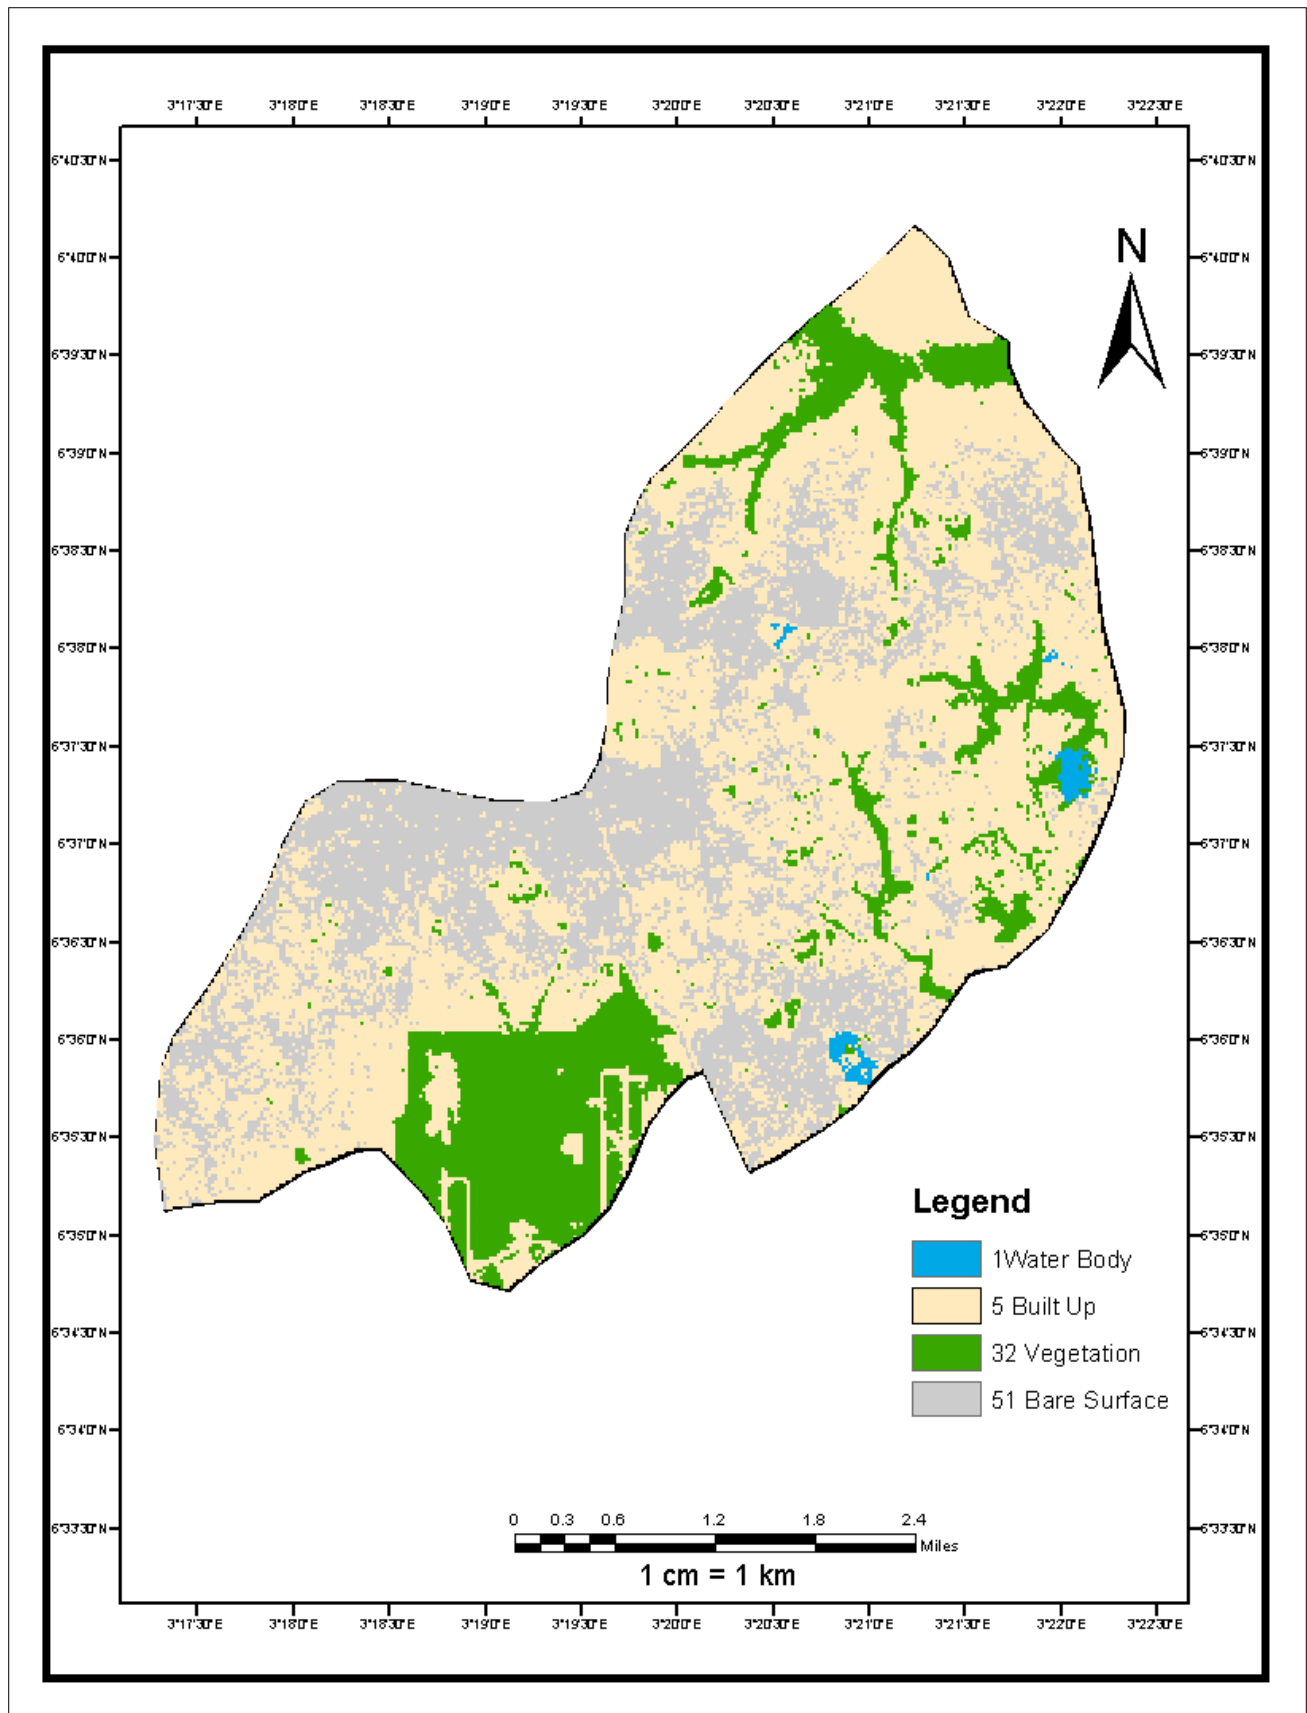 3°17'30"E 3°18'0"E 3°18'30"E 3°19'0"E 3°19'30"E 3°20'0"E 3°20'30"E 3°21'0"E 3°21'30"E 3°22'0"E 3°22'30"E
6°40'30"N 6°40'30"N
N
6°40'0"N 6°40'0"N
6°39'30"N 6°39'30"N
6°39'0"N 6°39'0"N
6°38'30"N 6°38'30"N
6°38'0"N 6°38'0"N
6°37'30"N 6°37'30"N
6°37'0"N 6°37'0"N
6°36'30"N 6°36'30"N
6°36'0"N 6°36'0"N
6°35'30"N 6°35'30"N
Legend
6°35'0"N 6°35'0"N
1Water Body
5 Built Up
6°34'30"N 6°34'30"N
32 Vegetation
51 Bare Surface
6°34'0"N 6°34'0"N
0 0.3 0.6 1.2 1.8 2.4
6°33'30"N 6°33'30"N
Miles
1 cm = 1 km
3°17'30"E 3°18'0"E 3°18'30"E 3°19'0"E 3°19'30"E 3°20'0"E 3°20'30"E 3°21'0"E 3°21'30"E 3°22'0"E 3°22'30"E